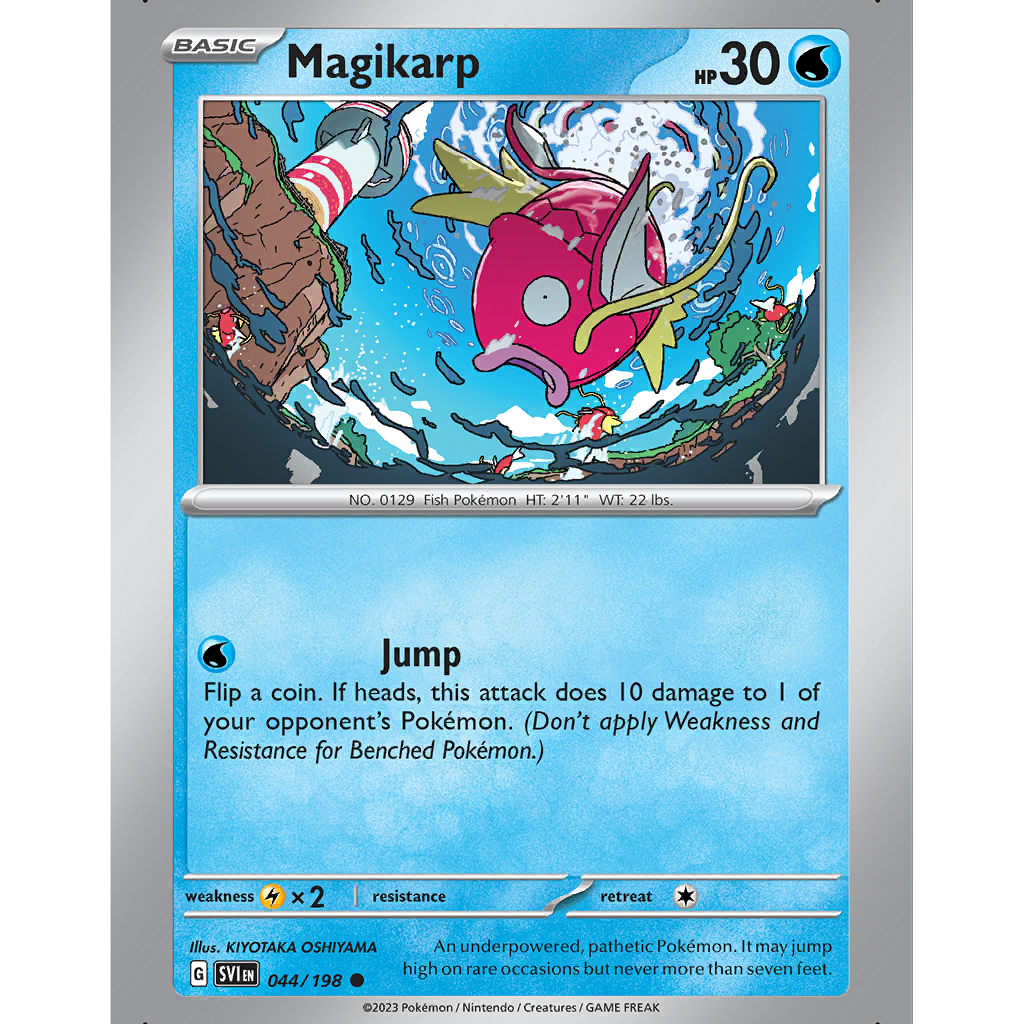 BASIC
Magikarp
HP 30
NO. 0129 Fish Pokémon HT: 2'11" WT: 22 lbs.
Jump
Flip a coin. If heads, this attack does 10 damage to 1 of
your opponent's Pokémon. (Don't apply Weakness and
Resistance for Benched Pokémon.)
weakness ×2 resistance retreat
Illus. KIYOTAKA OSHIYAMA
An underpowered, pathetic Pokémon. It may jump
high on rare occasions but never more than seven feet.
G SVI EN 044/198
©2023 Pokémon / Nintendo / Creatures / GAME FREAK